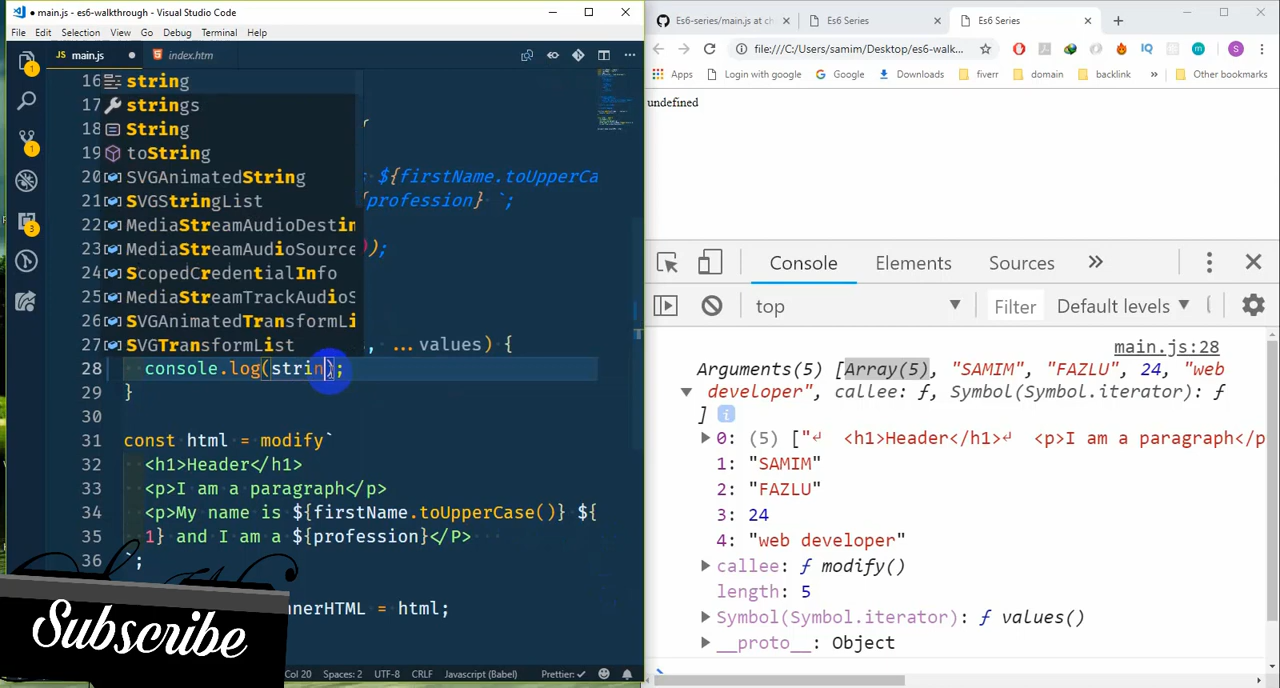 main.js - es6-walkthrough - Visual Studio Code
File Edit Selection View Go Debug Terminal Help
JS main.js ● index.htm
16 string
17 strings
18 String
19 toString
20 SVGAnimatedString ${firstName.toUpperCa
21 SVGStringList {profession} `;
22 MediaStreamAudioDestin
23 MediaStreamAudioSource );
24 ScopedCredentialInfo
25 MediaStreamTrackAudioS
26 SVGAnimatedTransformLi
27 SVGTransformList , ...values) {
28 console.log(strin);
29 }
30
31 const html = modify`
32 <h1>Header</h1>
33 <p>I am a paragraph</p>
34 <p>My name is ${firstName.toUpperCase()} ${
35 1} and I am a ${profession}</P>
36 `;
nnerHTML = html;
Subscribe
Col 20 Spaces: 2 UTF-8 CRLF Javascript (Babel) Prettier: ✓
1
1
3
Es6-series/main.js at ch Es6 Series Es6 Series
file:///C:/Users/samim/Desktop/es6-walk...
IQ m S
Apps Login with google Google Downloads fiverr domain backlink » Other bookmarks
undefined
Console Elements Sources »
top Filter Default levels
main.js:28
Arguments(5) [Array(5), "SAMIM", "FAZLU", 24, "web
developer", callee: ƒ, Symbol(Symbol.iterator): ƒ
] i
0: (5) ["↵ <h1>Header</h1>↵ <p>I am a paragraph</p
1: "SAMIM"
2: "FAZLU"
3: 24
4: "web developer"
callee: ƒ modify()
length: 5
Symbol(Symbol.iterator): ƒ values()
__proto__: Object